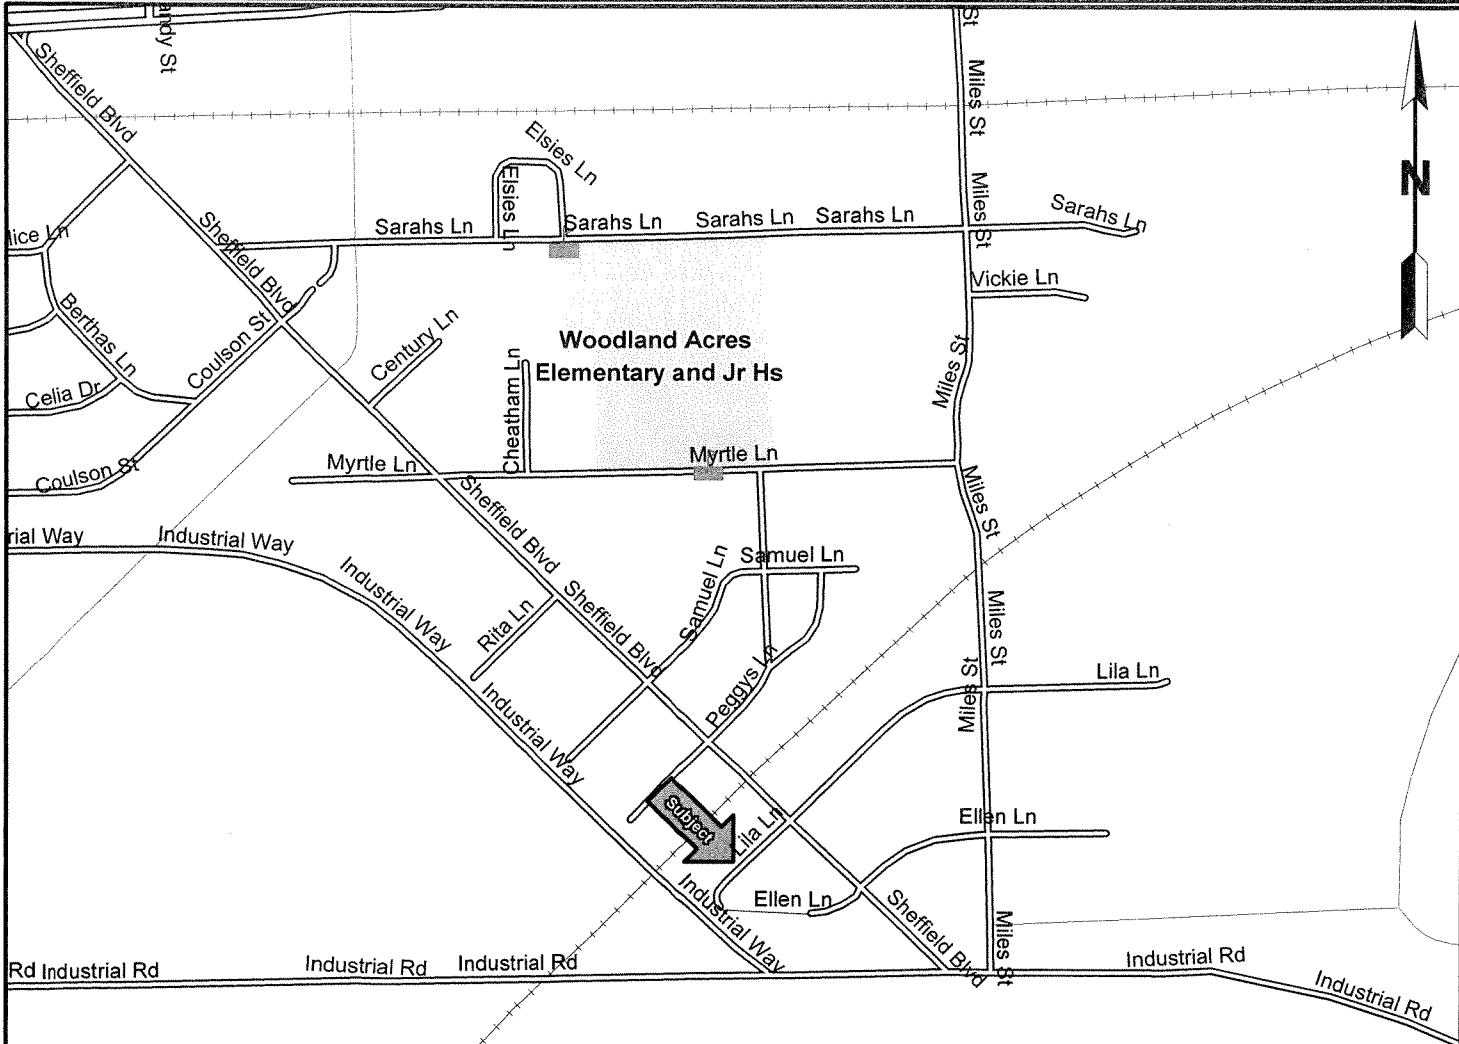 andy St
St
Sheffield Blvd
Miles St
Elsies Ln
Elsies Ln
N
Miles St
Sarahs Ln
Sarahs Ln
Sarahs Ln
Sarahs Ln
Sarahs Ln
lice Ln
Sheffield Blvd
Vickie Ln
Berthas Ln
Coulson St
Century Ln
Woodland Acres
Elementary and Jr Hs
Miles St
Celia Dr
Cheatham Ln
Myrtle Ln
Myrtle Ln
Coulson St
Sheffield Blvd
Miles St
rial Way
Industrial Way
Industrial Way
Samuel Ln
Samuel Ln
Sheffield Blvd
Rita Ln
Miles St
Miles St
Lila Ln
Peggys Ln
Industrial Way
Subject
Lila Ln
Ellen Ln
Industrial Way
Ellen Ln
Sheffield Blvd
Miles St
Rd
Industrial Rd
Industrial Rd
Industrial Rd
Industrial Rd
Industrial Rd